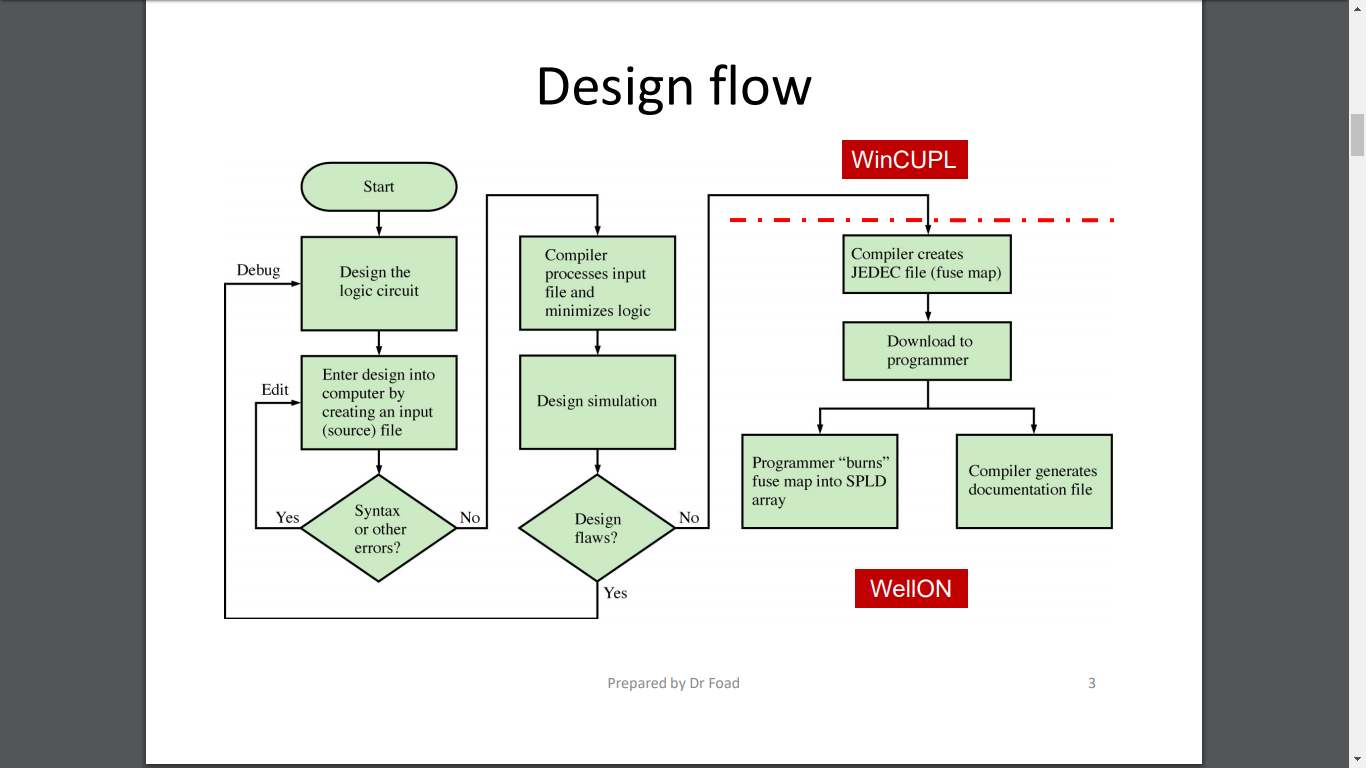 Design flow
WinCUPL
Start
Debug
Design the
logic circuit
Edit
Enter design into
computer by
creating an input
(source) file
Yes
Syntax
or other
errors?
No
Compiler
processes input
file and
minimizes logic
Design simulation
Design
flaws?
No
Yes
Compiler creates
JEDEC file (fuse map)
Download to
programmer
Programmer “burns”
fuse map into SPLD
array
Compiler generates
documentation file
WellON
Prepared by Dr Foad
3